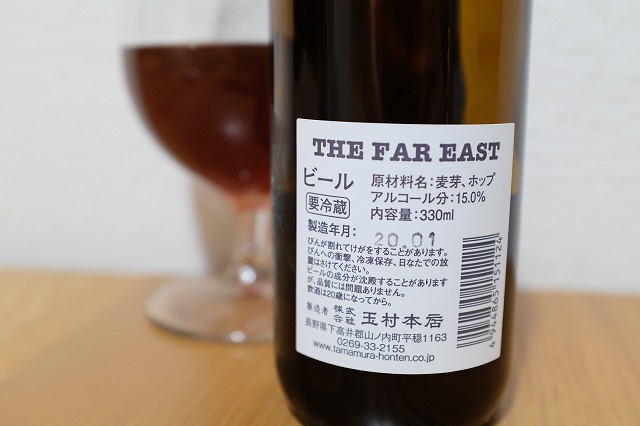 THE FAR EAST
ビール
要冷蔵
原材料名:麦芽、ホップ
アルコール分:15.0%
内容量:330ml
製造年月: 20.01
びんが割れてけがをすることがあります。
びんへの衝撃、冷凍保存、日なたでの放
置はさけてください。
ビールの成分が沈殿することがあります
が、品質には問題ありません。
飲酒は20歳になってから。
製造者 株式会社 玉村本店
長野県下高井郡山ノ内町平穏1163
0269-33-2155
www.tamamura-honten.co.jp
4 944865 151124